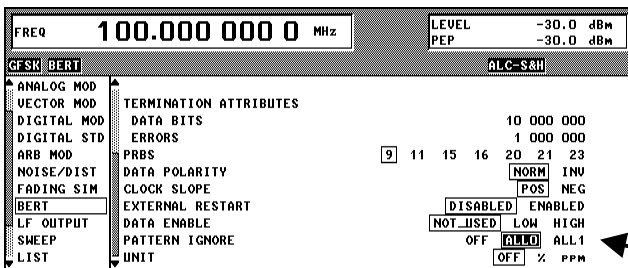 FREQ 100.000 000 0 MHz
LEVEL -30.0 dBm
PEP -30.0 dBm
GFSK BERT
ALC-S&H
ANALOG MOD
VECTOR MOD TERMINATION ATTRIBUTES
DIGITAL MOD DATA BITS 10 000 000
DIGITAL STD ERRORS 1 000 000
ARB MOD PRBS 9 11 15 16 20 21 23
NOISE/DIST DATA POLARITY NORM INV
FADING SIM CLOCK SLOPE POS NEG
BERT EXTERNAL RESTART DISABLED ENABLED
LF OUTPUT DATA ENABLE NOT_USED LOW HIGH
SWEEP PATTERN IGNORE OFF ALL0 ALL1
LIST UNIT OFF % PPM